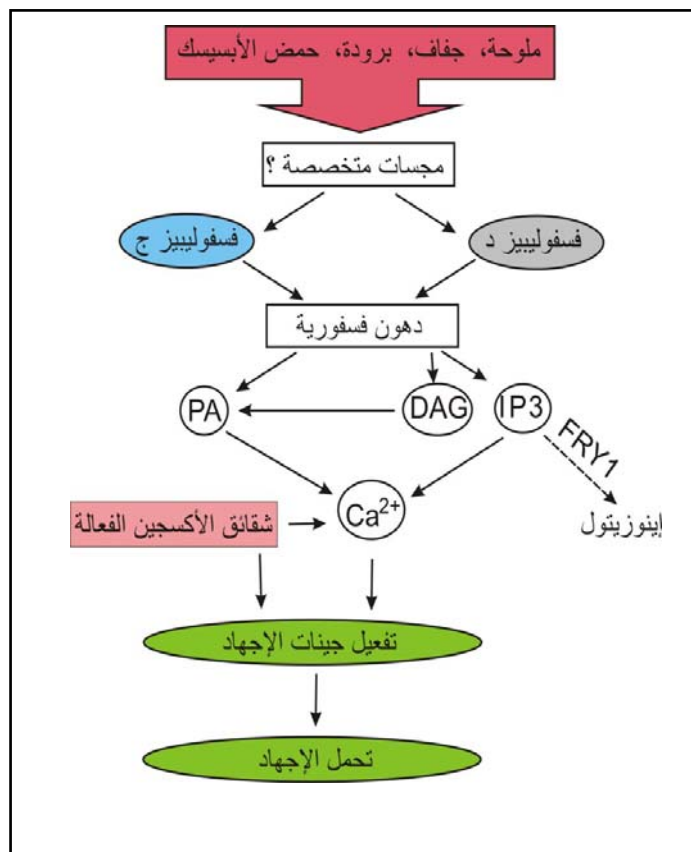 ملوحة، جفاف، برودة، حمض الأبسيسك
مجسات متخصصة ؟
فسفوليبيز د
فسفوليبيز ج
دهون فسفورية
IP3
DAG
PA
FRY1
إينوزيتول
Ca²⁺
شقائق الأكسجين الفعالة
تفعيل جينات الإجهاد
تحمل الإجهاد